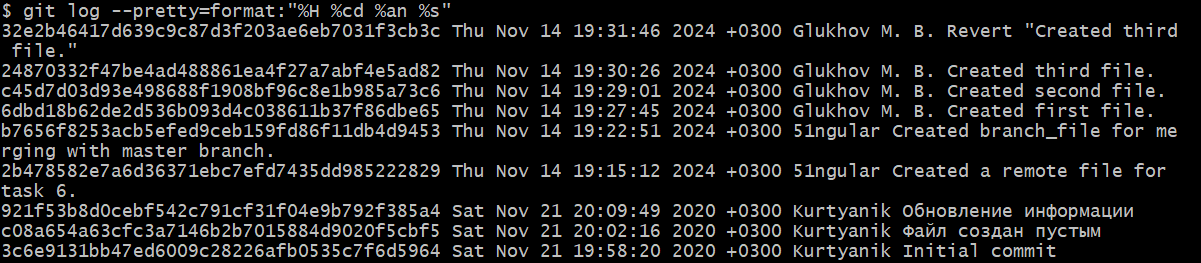 $ git log --pretty=format:"%H %cd %an %s"
32e2b46417d639c9c87d3f203ae6eb7031f3cb3c Thu Nov 14 19:31:46 2024 +0300 Glukhov M. B. Revert "Created third
 file."
24870332f47be4ad488861ea4f27a7abf4e5ad82 Thu Nov 14 19:30:26 2024 +0300 Glukhov M. B. Created third file.
c45d7d03d93e498688f1908bf96c8e1b985a73c6 Thu Nov 14 19:29:01 2024 +0300 Glukhov M. B. Created second file.
6dbd18b62de2d536b093d4c038611b37f86dbe65 Thu Nov 14 19:27:45 2024 +0300 Glukhov M. B. Created first file.
b7656f8253acb5efed9ceb159fd86f11db4d9453 Thu Nov 14 19:22:51 2024 +0300 51ngular Created branch_file for me
rging with master branch.
2b478582e7a6d36371ebc7efd7435dd985222829 Thu Nov 14 19:15:12 2024 +0300 51ngular Created a remote file for
task 6.
921f53b8d0cebf542c791cf31f04e9b792f385a4 Sat Nov 21 20:09:49 2020 +0300 Kurtyanik Обновление информации
c08a654a63cfc3a7146b2b7015884d9020f5cbf5 Sat Nov 21 20:02:16 2020 +0300 Kurtyanik Файл создан пустым
3c6e9131bb47ed6009c28226afb0535c7f6d5964 Sat Nov 21 19:58:20 2020 +0300 Kurtyanik Initial commit